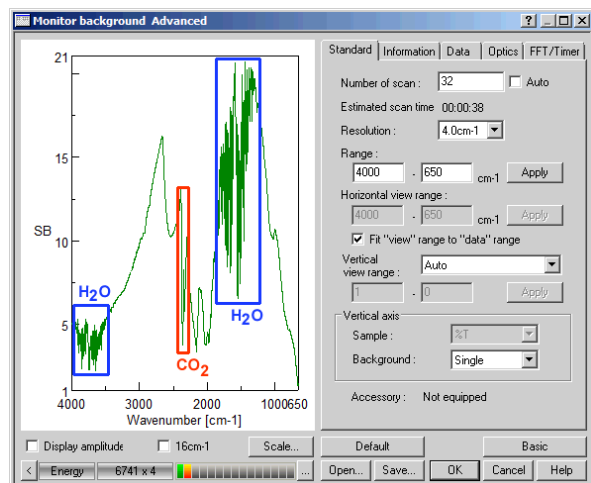 Monitor background Advanced
21
15
10
5
1
SB
H2O
CO2
H2O
4000
3000
2000
1000
650
Wavenumber [cm-1]
Standard
Information
Data
Optics
FFT/Timer
Number of scan :
32
Auto
Estimated scan time 00:00:38
Resolution :
4.0cm-1
Range :
4000 - 650 cm-1 Apply
Horizontal view range :
4000 - 650 cm-1 Apply
Fit "view" range to "data" range
Vertical
view range :
Auto
1 - 0 Apply
Vertical axis
Sample : %T
Background : Single
Accessory : Not equipped
Display amplitude
16cm-1
Scale...
Default
Basic
< Energy 6741 x 4 ...
Open...
Save...
OK
Cancel
Help